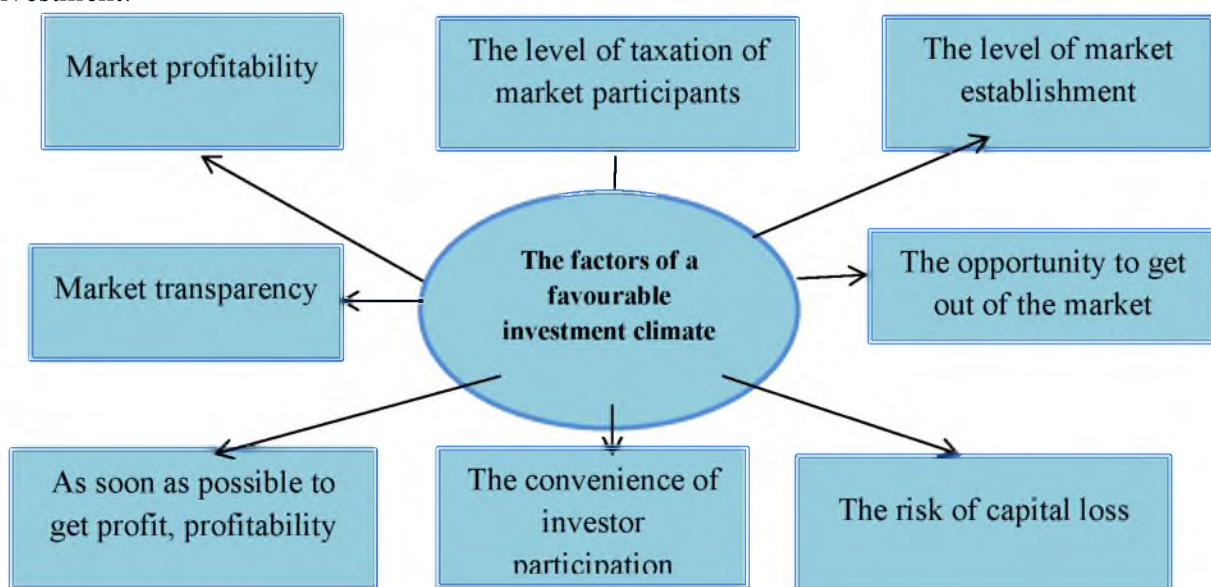 Market profitability
The level of taxation of
market participants
The level of market
establishment
Market transparency
The factors of a
favourable
investment climate
The opportunity to get
out of the market
As soon as possible to
get profit, profitability
The convenience of
investor
participation
The risk of capital loss